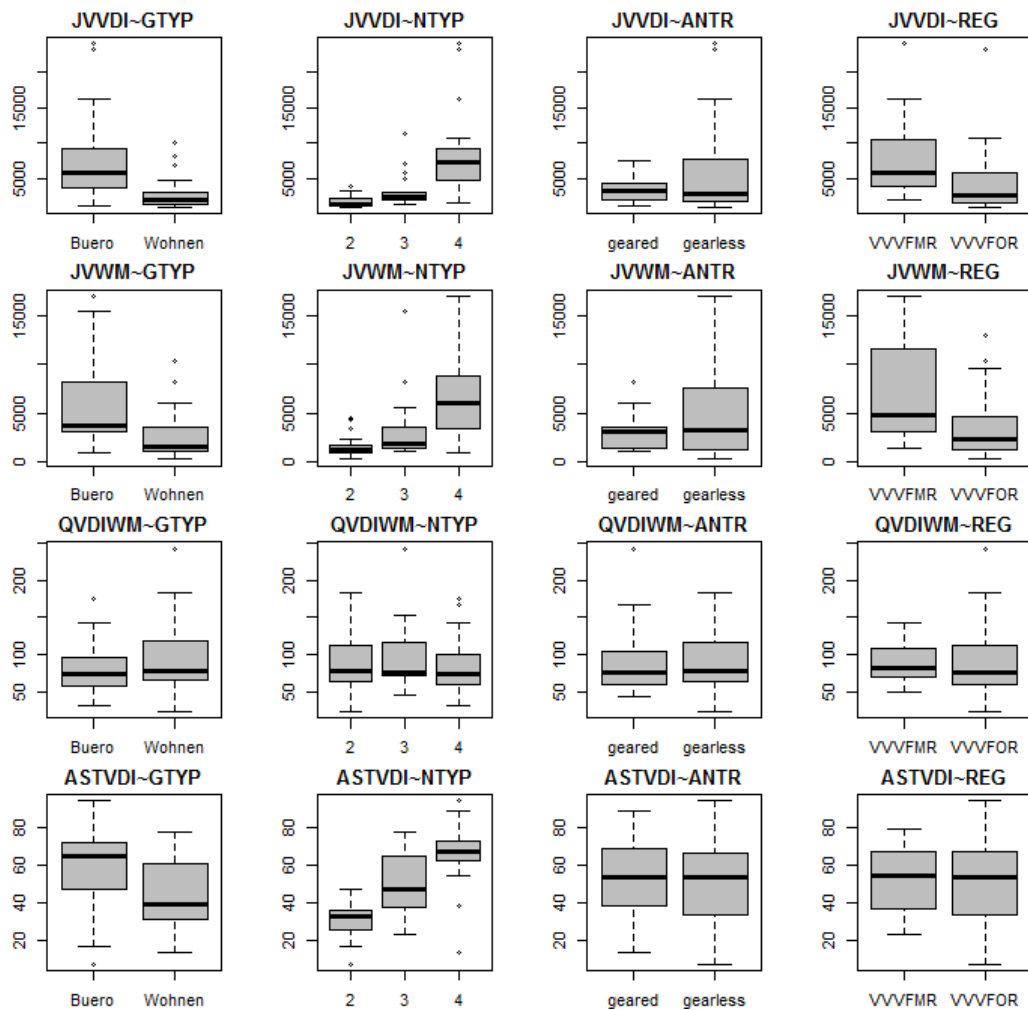 JVVDI~GTYP JVVDI~NTYP JVVDI~ANTR JVVDI~REG
15000 15000 15000 15000
5000 5000 5000 5000
Buero Wohnen 2 3 4 geared gearless VVVFMR VVVFOR
JVWM~GTYP JVWM~NTYP JVWM~ANTR JVWM~REG
15000 15000 15000 15000
5000 5000 5000 5000
0 0 0 0
Buero Wohnen 2 3 4 geared gearless VVVFMR VVVFOR
QVDIWM~GTYP QVDIWM~NTYP QVDIWM~ANTR QVDIWM~REG
200 200 200 200
100 100 100 100
50 50 50 50
Buero Wohnen 2 3 4 geared gearless VVVFMR VVVFOR
ASTVDI~GTYP ASTVDI~NTYP ASTVDI~ANTR ASTVDI~REG
80 80 80 80
60 60 60 60
40 40 40 40
20 20 20 20
Buero Wohnen 2 3 4 geared gearless VVVFMR VVVFOR